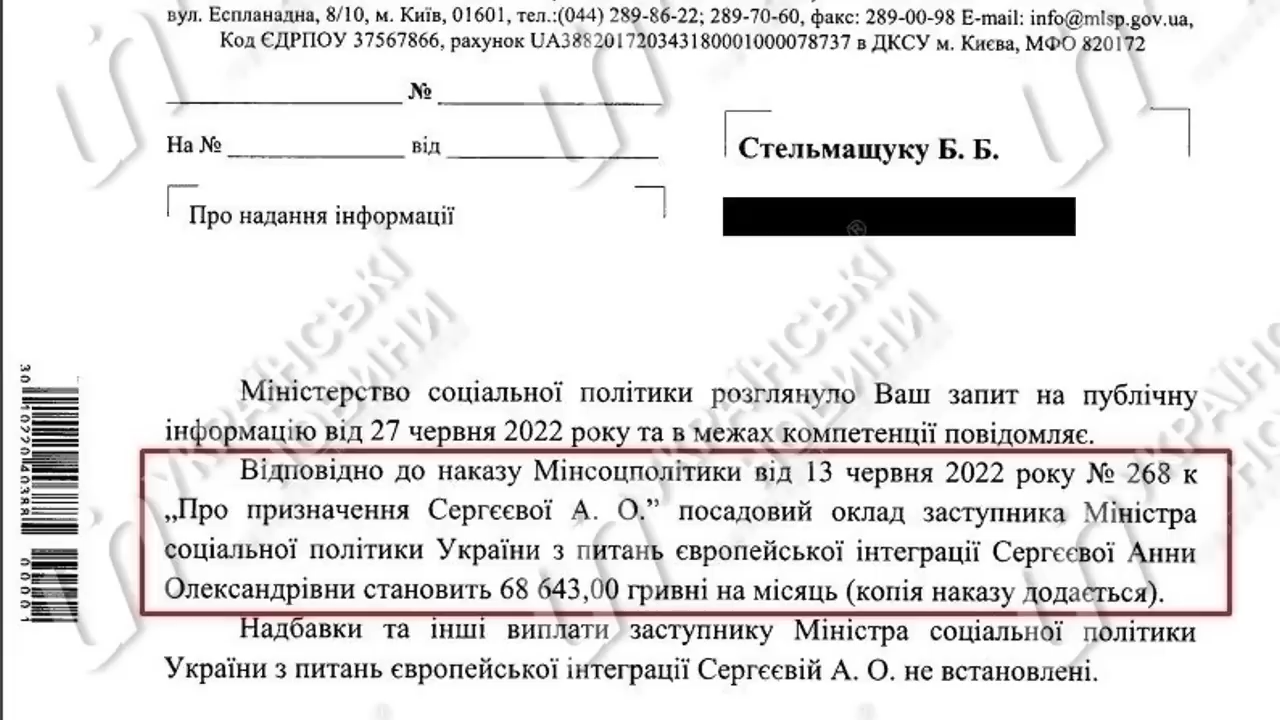 вул. Еспланадна, 8/10, м. Київ, 01601, тел.:(044) 289-86-22; 289-70-60, факс: 289-00-98 E-mail: info@mlsp.gov.ua,
Код ЄДРПОУ 37567866, рахунок UA388201720343180001000078737 в ДКСУ м. Києва, МФО 820172
№
На № від
Стельмащуку Б. Б.
Про надання інформації
Міністерство соціальної політики розглянуло Ваш запит на публічну
інформацію від 27 червня 2022 року та в межах компетенції повідомляє.
Відповідно до наказу Мінсоцполітики від 13 червня 2022 року № 268 к
„Про призначення Сергєєвої А. О.” посадовий оклад заступника Міністра
соціальної політики України з питань європейської інтеграції Сергєєвої Анни
Олександрівни становить 68 643,00 гривні на місяць (копія наказу додається).
Надбавки та інші виплати заступнику Міністра соціальної політики
України з питань європейської інтеграції Сергєєвій А. О. не встановлені.
УКРАЇНСЬКІ НОВИНИ
УКРАЇНСЬКІ НОВИНИ ®